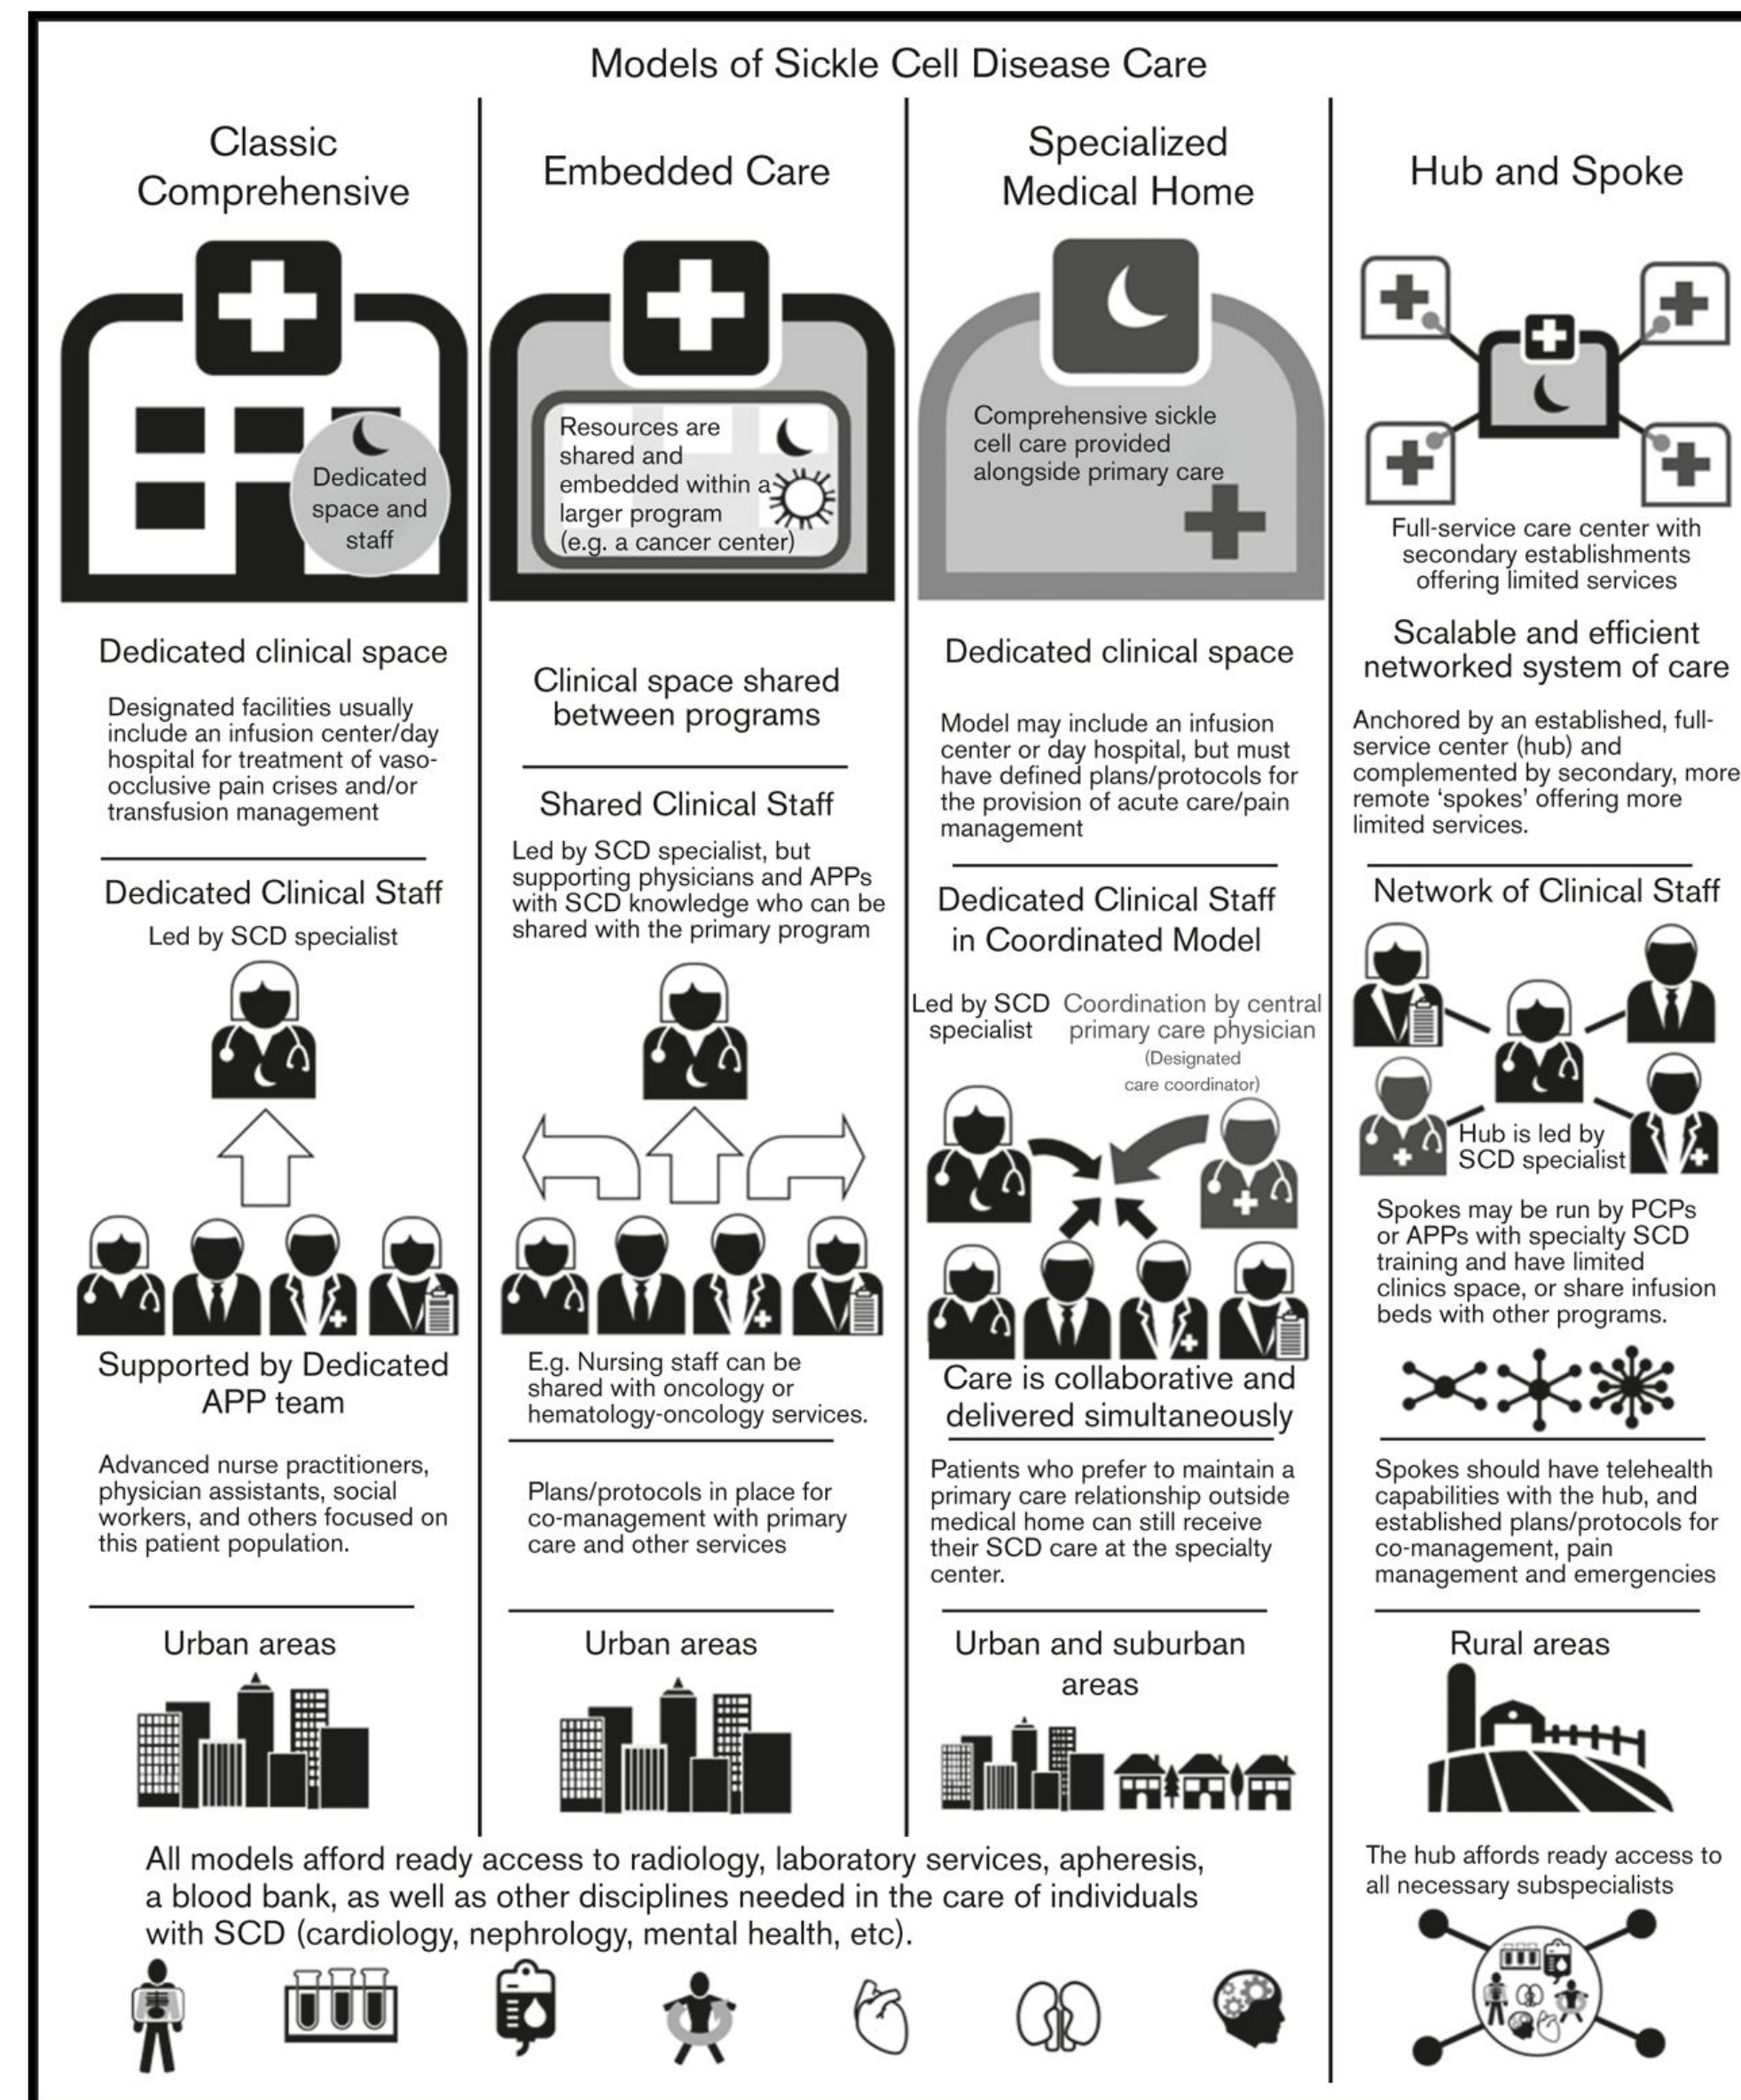 Models of Sickle Cell Disease Care
Classic
Comprehensive
Dedicated
space and
staff
Dedicated clinical space
Designated facilities usually
include an infusion center/day
hospital for treatment of vaso-
occlusive pain crises and/or
transfusion management
Dedicated Clinical Staff
Led by SCD specialist
Supported by Dedicated
APP team
Advanced nurse practitioners,
physician assistants, social
workers, and others focused on
this patient population.
Urban areas
Embedded Care
Resources are
shared and
embedded within a
larger program
(e.g. a cancer center)
Clinical space shared
between programs
Shared Clinical Staff
Led by SCD specialist, but
supporting physicians and APPs
with SCD knowledge who can be
shared with the primary program
E.g. Nursing staff can be
shared with oncology or
hematology-oncology services.
Plans/protocols in place for
co-management with primary
care and other services
Urban areas
Specialized
Medical Home
Comprehensive sickle
cell care provided
alongside primary care
Dedicated clinical space
Model may include an infusion
center or day hospital, but must
have defined plans/protocols for
the provision of acute care/pain
management
Dedicated Clinical Staff
in Coordinated Model
Led by SCD
specialist
Coordination by central
primary care physician
(Designated
care coordinator)
Care is collaborative and
delivered simultaneously
Patients who prefer to maintain a
primary care relationship outside
medical home can still receive
their SCD care at the specialty
center.
Urban and suburban
areas
All models afford ready access to radiology, laboratory services, apheresis,
a blood bank, as well as other disciplines needed in the care of individuals
with SCD (cardiology, nephrology, mental health, etc).
Hub and Spoke
Full-service care center with
secondary establishments
offering limited services
Scalable and efficient
networked system of care
Anchored by an established, full-
service center (hub) and
complemented by secondary, more
remote ‘spokes’ offering more
limited services.
Network of Clinical Staff
Hub is led by
SCD specialist
Spokes may be run by PCPs
or APPs with specialty SCD
training and have limited
clinics space, or share infusion
beds with other programs.
Spokes should have telehealth
capabilities with the hub, and
established plans/protocols for
co-management, pain
management and emergencies
Rural areas
The hub affords ready access to
all necessary subspecialists